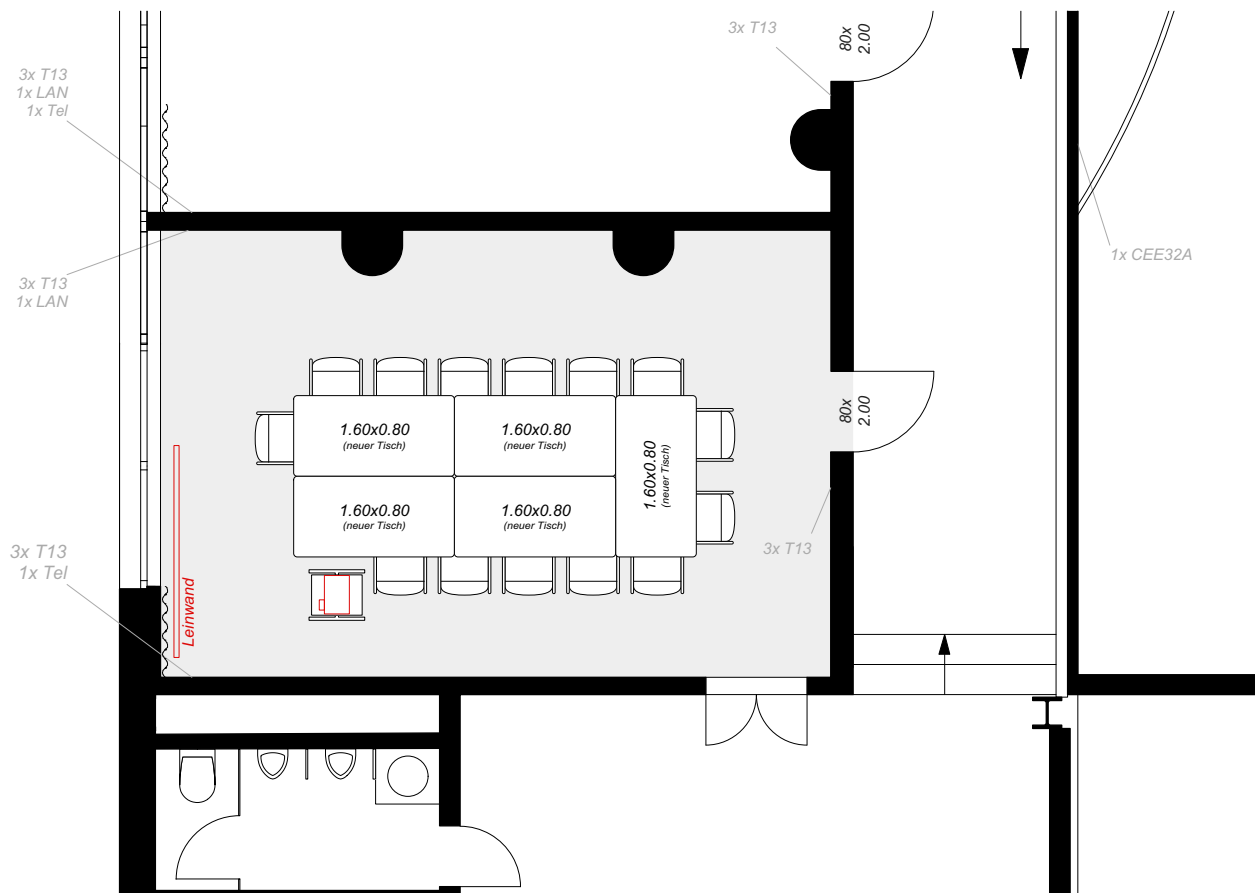 3x T13
80x
2.00
3x T13
1x LAN
1x Tel
1x CEE32A
3x T13
1x LAN
80x
2.00
1.60x0.80
(neuer Tisch)
1.60x0.80
(neuer Tisch)
1.60x0.80
(neuer Tisch)
1.60x0.80
(neuer Tisch)
1.60x0.80
(neuer Tisch)
3x T13
3x T13
1x Tel
Leinwand